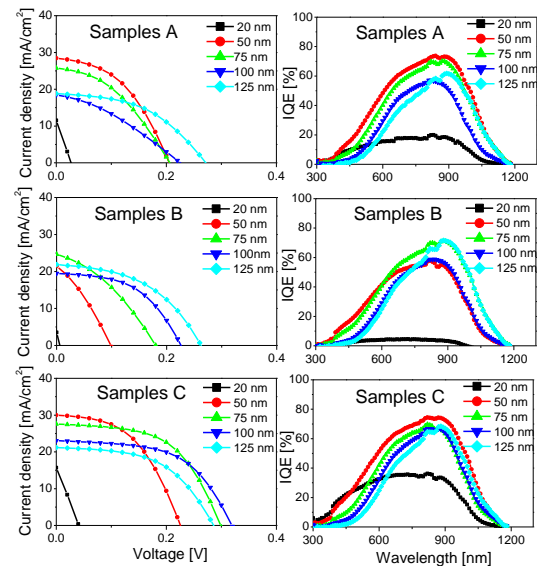 Samples A
20 nm
50 nm
75 nm
100 nm
125 nm
Current density [mA/cm²]
40
30
20
10
0
0.0 0.2 0.4
Samples A
20 nm
50 nm
75 nm
100 nm
125 nm
IQE [%]
100
80
60
40
20
0
300 600 900 1200
Samples B
20 nm
50 nm
75 nm
100nm
125 nm
Current density [mA/cm²]
40
30
20
10
0
0.0 0.2 0.4
Samples B
20 nm
50 nm
75 nm
100 nm
125 nm
IQE [%]
100
80
60
40
20
0
300 600 900 1200
Samples C
20 nm
50 nm
75 nm
100 nm
125 nm
Current density [mA/cm²]
40
30
20
10
0
0.0 0.2 0.4
Voltage [V]
Samples C
20 nm
50 nm
75 nm
100 nm
125 nm
IQE [%]
100
80
60
40
20
0
300 600 900 1200
Wavelength [nm]